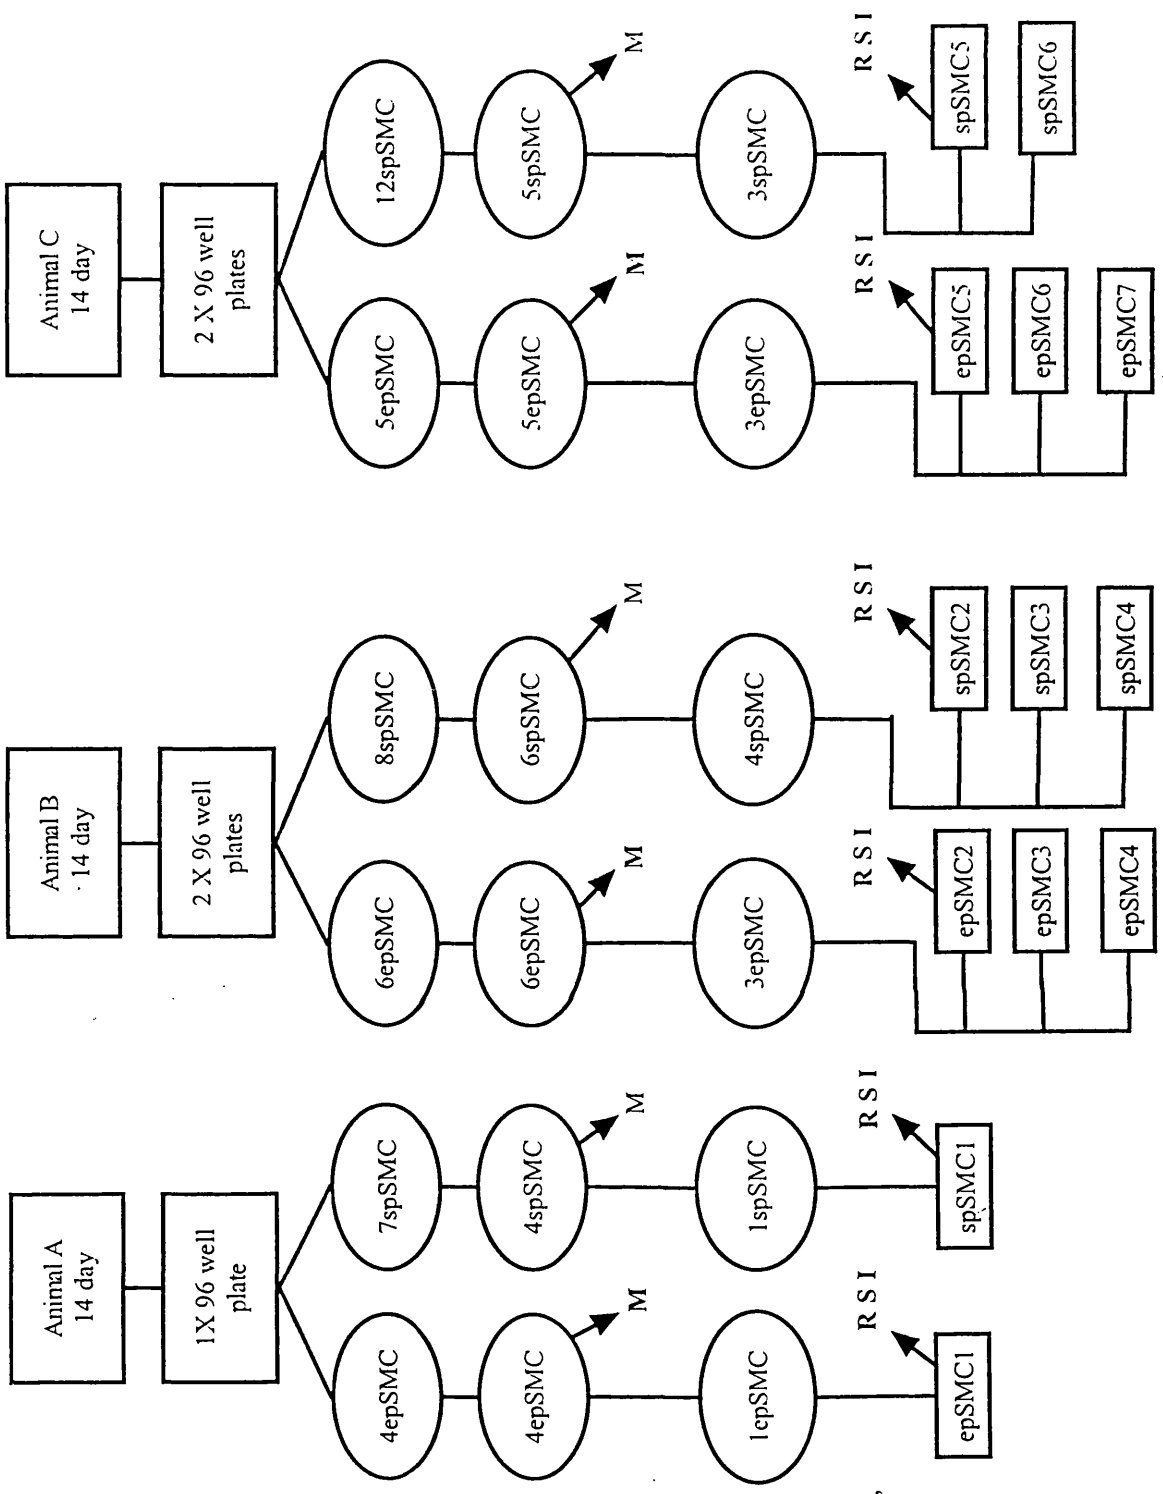 Animal A
14 day
1X 96 well
plate
4epSMC
7spSMC
4epSMC
4spSMC
M
M
1epSMC
1spSMC
R S I
R S I
epSMC1
spSMC1
Animal B
14 day
2 X 96 well
plates
6epSMC
8spSMC
6epSMC
6spSMC
M
M
3epSMC
4spSMC
R S I
R S I
epSMC2
spSMC2
epSMC3
spSMC3
epSMC4
spSMC4
Animal C
14 day
2 X 96 well
plates
5epSMC
12spSMC
5epSMC
5spSMC
M
M
3epSMC
3spSMC
R S I
R S I
epSMC5
spSMC5
epSMC6
spSMC6
epSMC7